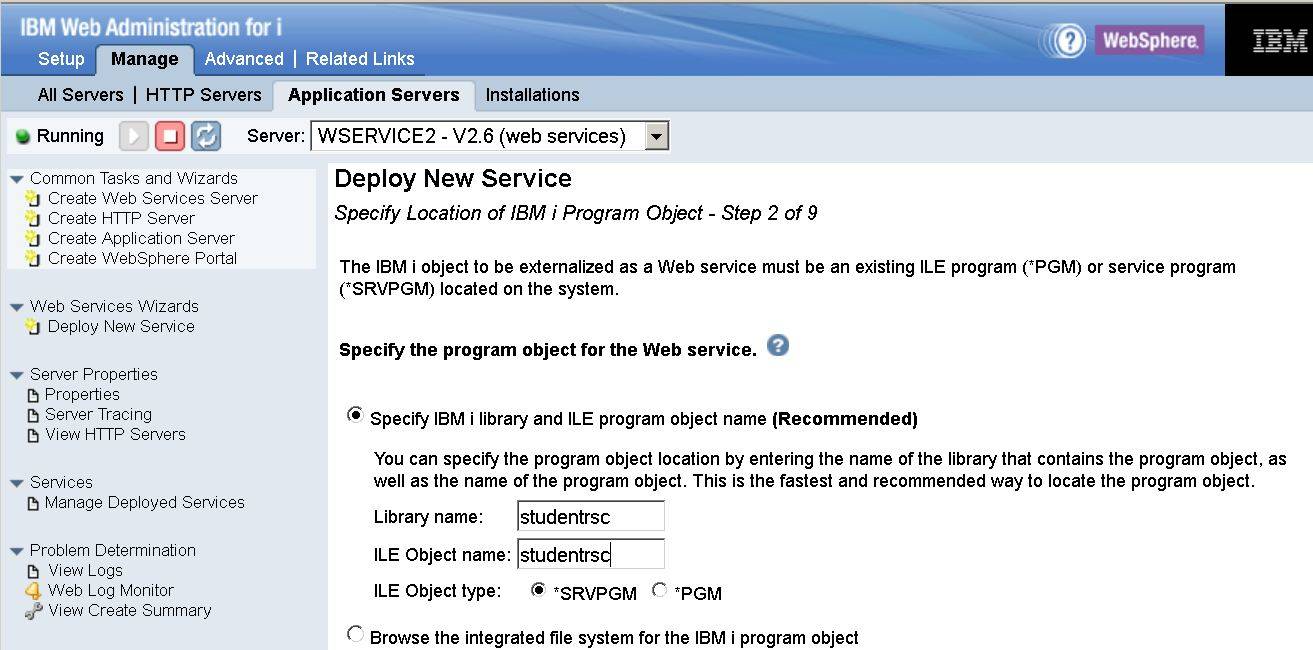 IBM Web Administration for i
WebSphere.
IBM
Setup Manage Advanced | Related Links
All Servers | HTTP Servers Application Servers Installations
Running Server: WSERVICE2 - V2.6 (web services)
Common Tasks and Wizards
Create Web Services Server
Create HTTP Server
Create Application Server
Create WebSphere Portal
Web Services Wizards
Deploy New Service
Server Properties
Properties
Server Tracing
View HTTP Servers
Services
Manage Deployed Services
Problem Determination
View Logs
Web Log Monitor
View Create Summary
Deploy New Service
Specify Location of IBM i Program Object - Step 2 of 9
The IBM i object to be externalized as a Web service must be an existing ILE program (*PGM) or service program
(*SRVPGM) located on the system.
Specify the program object for the Web service. ?
Specify IBM i library and ILE program object name (Recommended)
You can specify the program object location by entering the name of the library that contains the program object, as
well as the name of the program object. This is the fastest and recommended way to locate the program object.
Library name: studentrsc
ILE Object name: studentrsc
ILE Object type: *SRVPGM *PGM
Browse the integrated file system for the IBM i program object